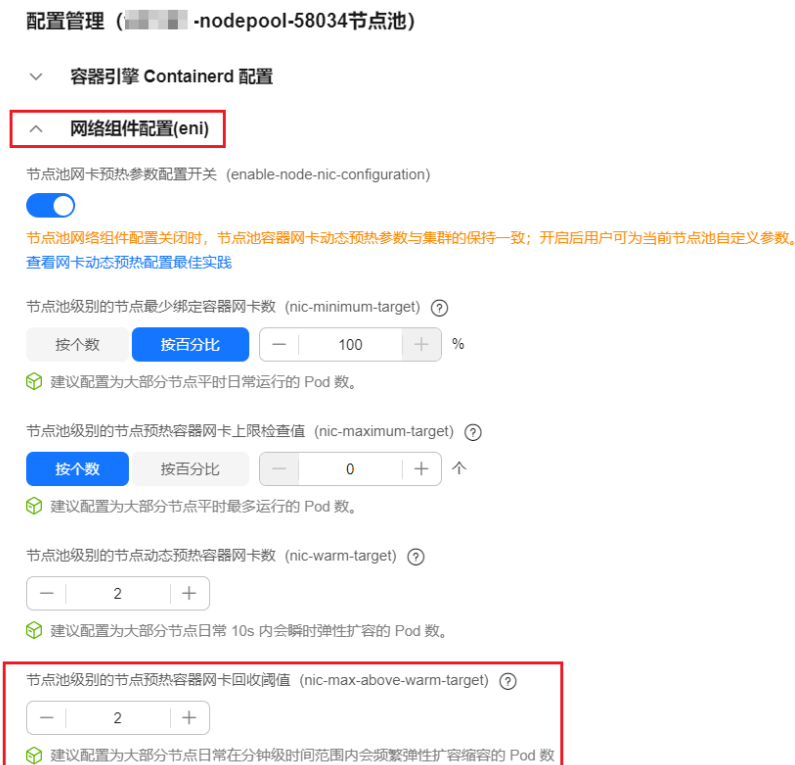 配置管理（ -nodepool-58034节点池）
容器引擎 Containerd 配置
网络组件配置(eni)
节点池网卡预热参数配置开关（enable-node-nic-configuration）
节点池网络组件配置关闭时，节点池容器网卡动态预热参数与集群的保持一致；开启后用户可为当前节点池自定义参数。
查看网卡动态预热配置最佳实践
节点池级别的节点最少绑定容器网卡数（nic-minimum-target） ?
按个数 按百分比 － 100 ＋ %
建议配置为大部分节点平时日常运行的 Pod 数。
节点池级别的节点预热容器网卡上限检查值（nic-maximum-target） ?
按个数 按百分比 － 0 ＋ 个
建议配置为大部分节点平时最多运行的 Pod 数。
节点池级别的节点动态预热容器网卡数（nic-warm-target） ?
－ 2 ＋
建议配置为大部分节点日常 10s 内会瞬时弹性扩容的 Pod 数。
节点池级别的节点预热容器网卡回收阈值（nic-max-above-warm-target） ?
－ 2 ＋
建议配置为大部分节点日常在分钟级时间范围内会频繁弹性扩容缩容的 Pod 数